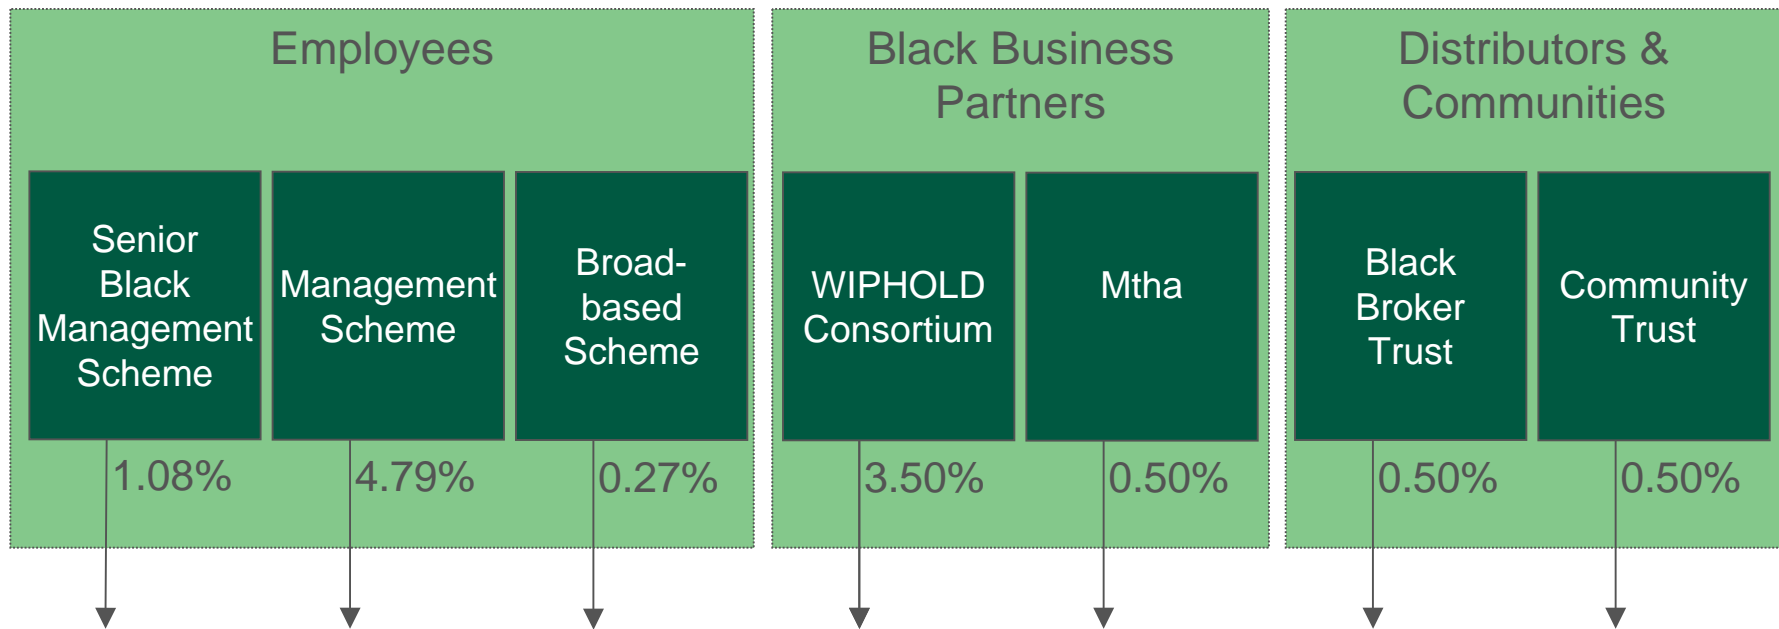 Employees
Black Business
Partners
Distributors &
Communities
Senior
Black
Management
Scheme
Management
Scheme
Broad-
based
Scheme
WIPHOLD
Consortium
Mtha
Black
Broker
Trust
Community
Trust
1.08%
4.79%
0.27%
3.50%
0.50%
0.50%
0.50%